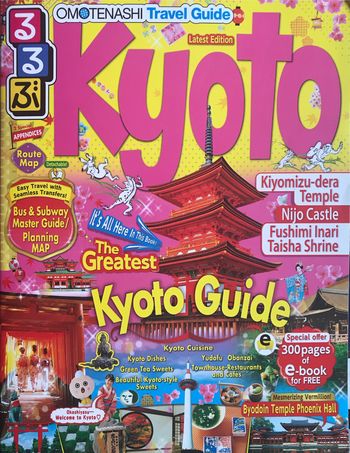 るるぶ
OMOTENASHI Travel Guide
Latest Edition
Kyoto
APPENDICES
Route
Map
Detachable!
Easy Travel with
Seamless Transfers!
Bus & Subway
Master Guide/
Planning
MAP
Kiyomizu-dera
Temple
Nijo Castle
Fushimi Inari
Taisha Shrine
It's All Here In This Book!
The
Greatest
Kyoto Guide
Kyoto Cuisine
Kyoto Dishes
Yudofu Obanzai
Green Tea Sweets
Townhouse-Restaurants
and Cafes
Beautiful Kyoto-style
Sweets
e
Special offer
300 pages
of
e-book
for FREE
Okoshiyasu—
Welcome to Kyoto♡
Mesmerizing Vermilion!
Byodoin Temple Phoenix Hall